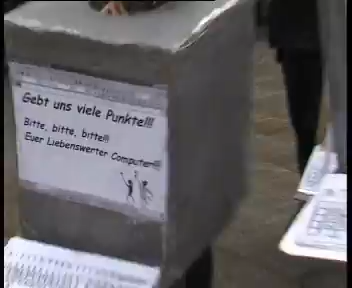 Gebt uns viele Punkte!!!
Bitte, bitte, bitte!!!
Euer Liebenswerter Computer!!!!